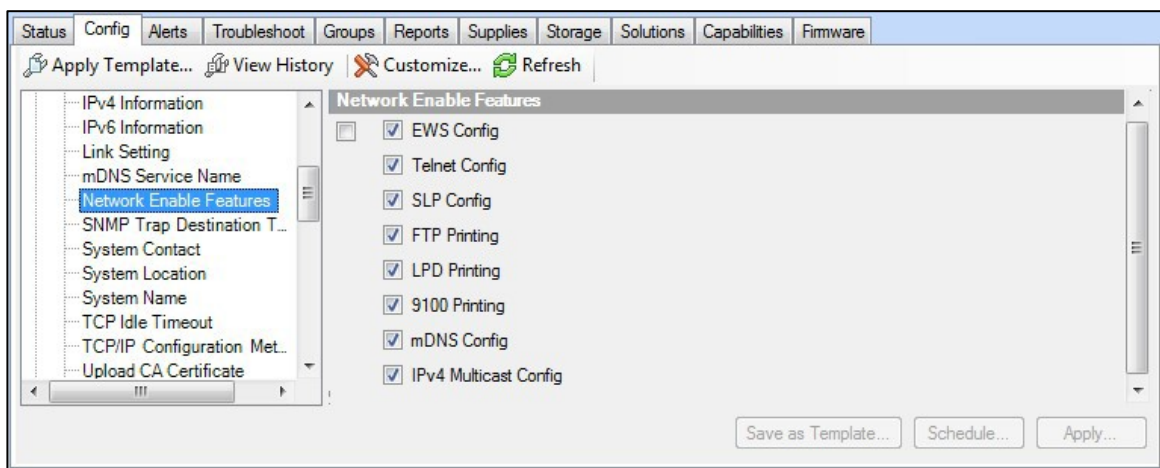 Status Config Alerts Troubleshoot Groups Reports Supplies Storage Solutions Capabilities Firmware
Apply Template... View History Customize... Refresh
IPv4 Information
IPv6 Information
Link Setting
mDNS Service Name
Network Enable Features
SNMP Trap Destination T...
System Contact
System Location
System Name
TCP Idle Timeout
TCP/IP Configuration Met...
Upload CA Certificate
Network Enable Features
EWS Config
Telnet Config
SLP Config
FTP Printing
LPD Printing
9100 Printing
mDNS Config
IPv4 Multicast Config
Save as Template... Schedule... Apply...